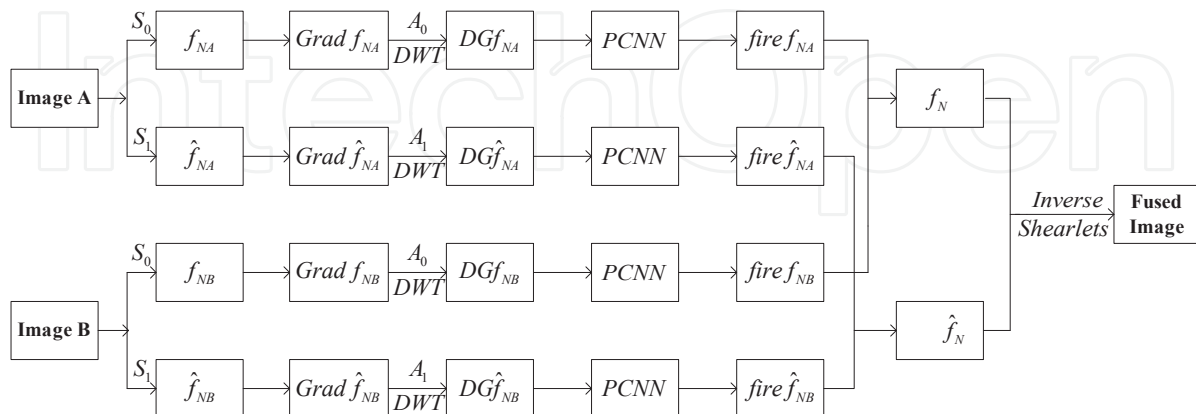 S₀ f_NA Grad f_NA A₀ DWT DGf_NA PCNN fire f_NA
Image A
f_N
S₁ f̂_NA Grad f̂_NA A₁ DWT DGf̂_NA PCNN fire f̂_NA
Inverse Shearlets
Fused Image
S₀ f_NB Grad f_NB A₀ DWT DGf_NB PCNN fire f_NB
Image B
f̂_N
S₁ f̂_NB Grad f̂_NB A₁ DWT DGf̂_NB PCNN fire f̂_NB
IntechOpen